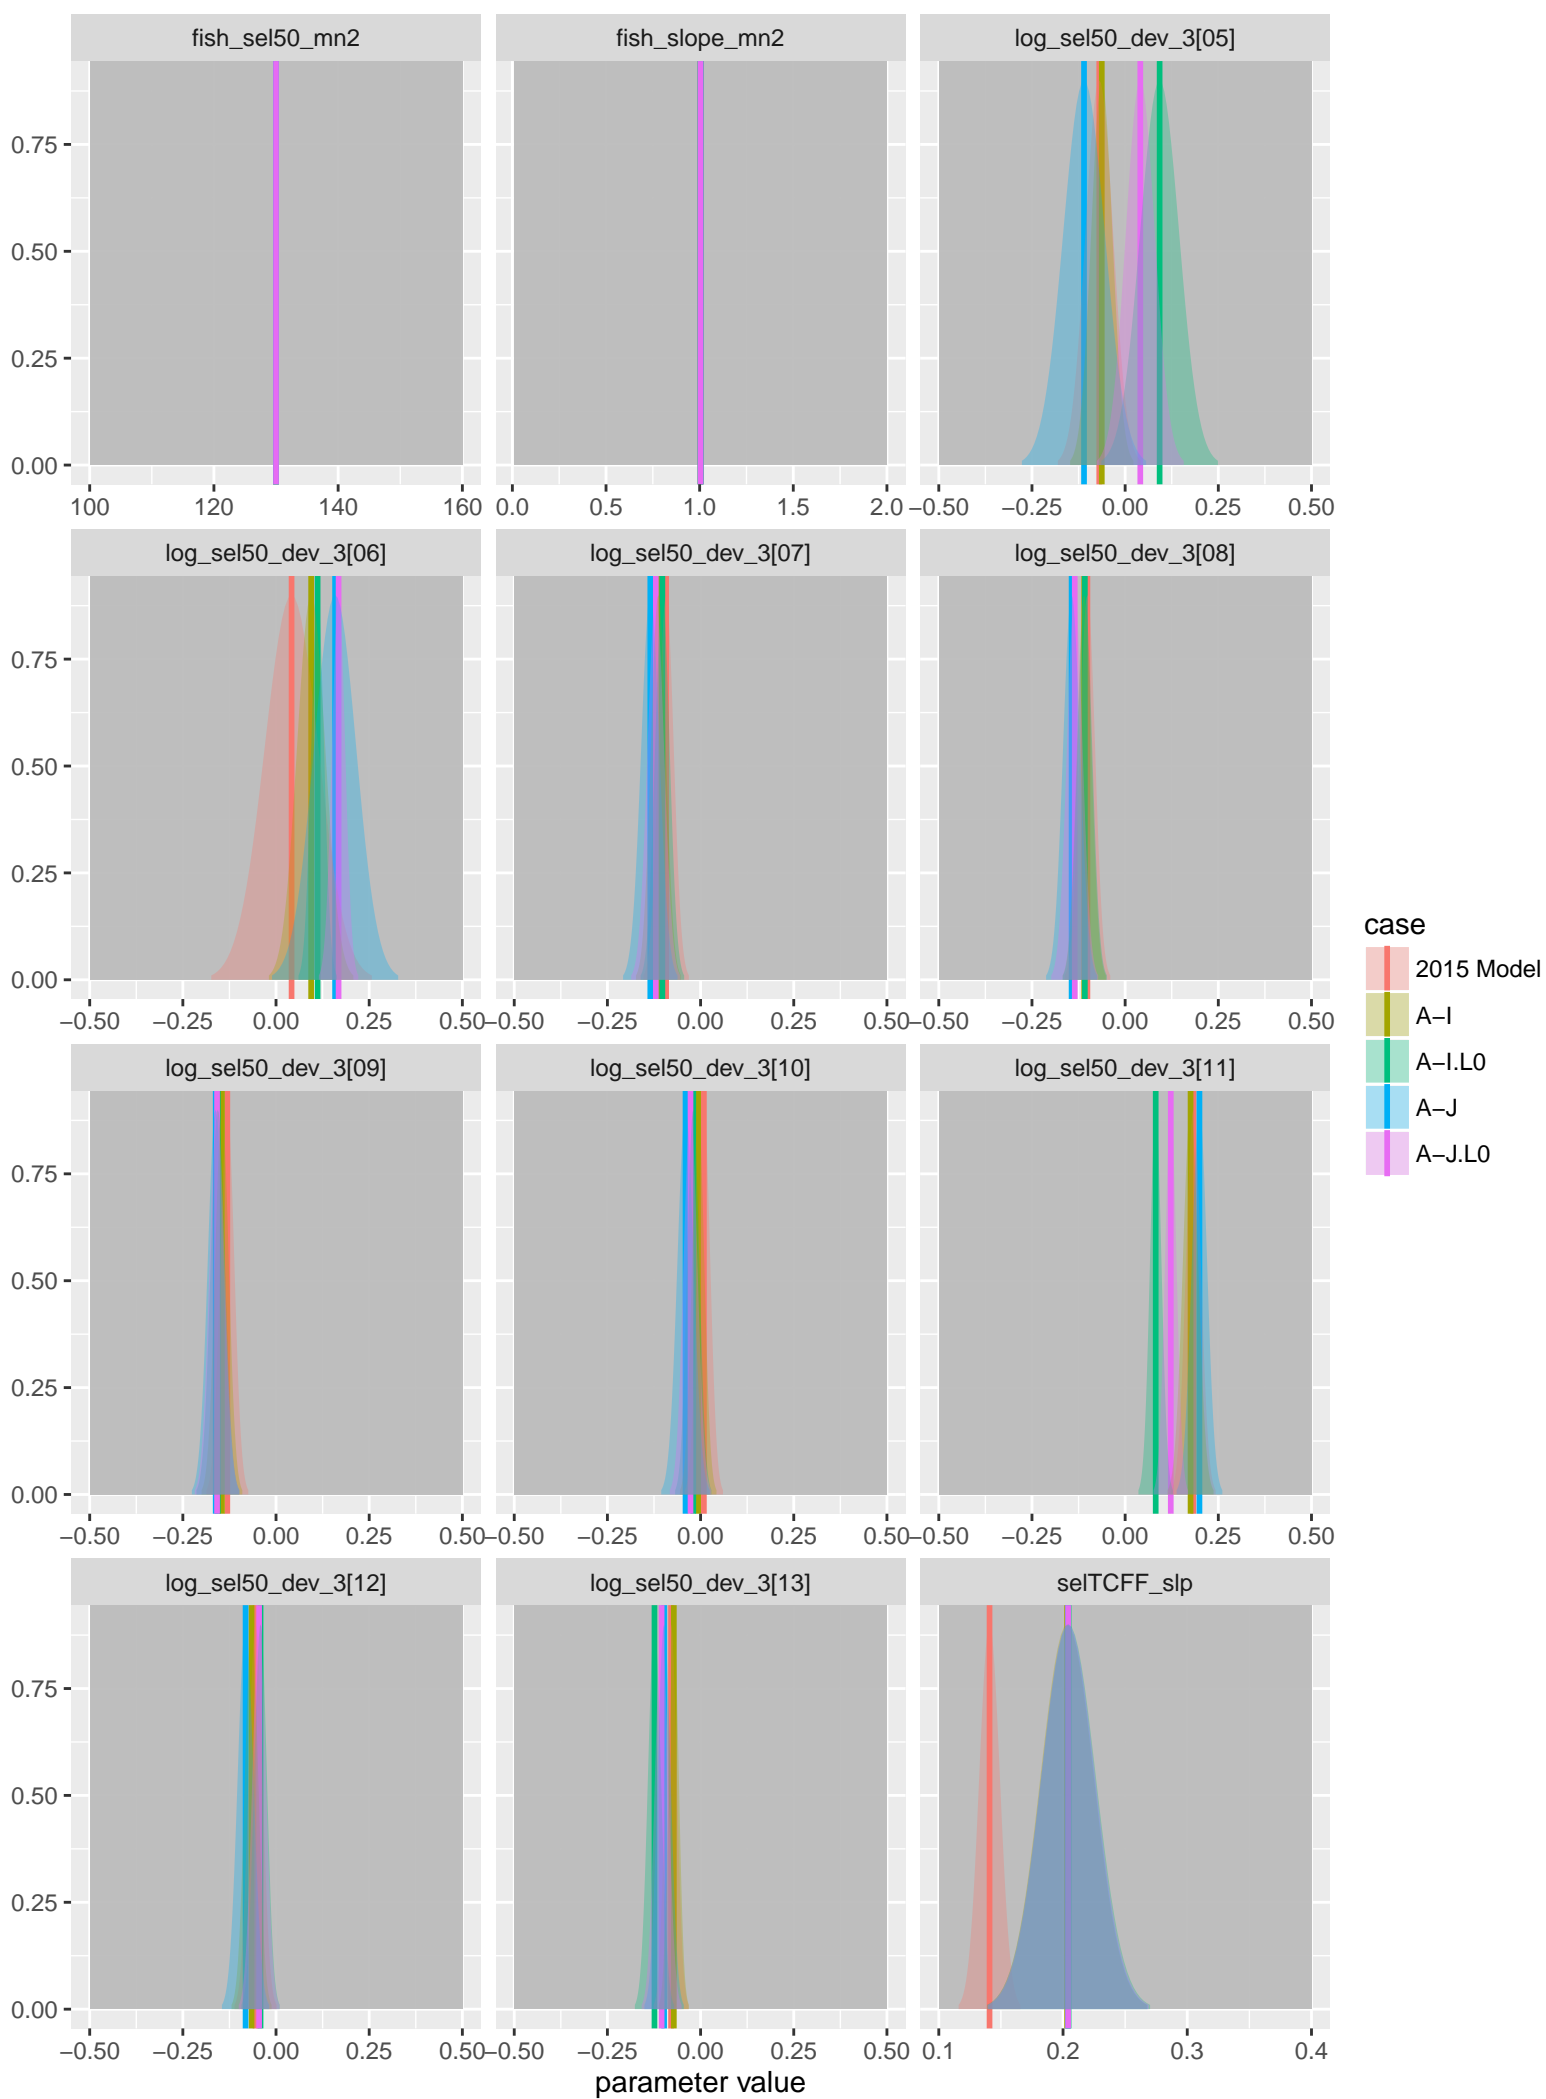 fish_sel50_mn2 fish_slope_mn2 log_sel50_dev_3[05]
0.75
0.50
0.25
0.00
100 120 140 160 0.0 0.5 1.0 1.5 2.0 −0.50 −0.25 0.00 0.25 0.50
log_sel50_dev_3[06] log_sel50_dev_3[07] log_sel50_dev_3[08]
0.75
0.50
0.25
0.00
−0.50 −0.25 0.00 0.25 0.50 −0.50 −0.25 0.00 0.25 0.50 −0.50 −0.25 0.00 0.25 0.50
case
2015 Model
A−I
A−I.L0
A−J
A−J.L0
log_sel50_dev_3[09] log_sel50_dev_3[10] log_sel50_dev_3[11]
0.75
0.50
0.25
0.00
−0.50 −0.25 0.00 0.25 0.50 −0.50 −0.25 0.00 0.25 0.50 −0.50 −0.25 0.00 0.25 0.50
log_sel50_dev_3[12] log_sel50_dev_3[13] selTCFF_slp
0.75
0.50
0.25
0.00
−0.50 −0.25 0.00 0.25 0.50 −0.50 −0.25 0.00 0.25 0.50 0.1 0.2 0.3 0.4
parameter value